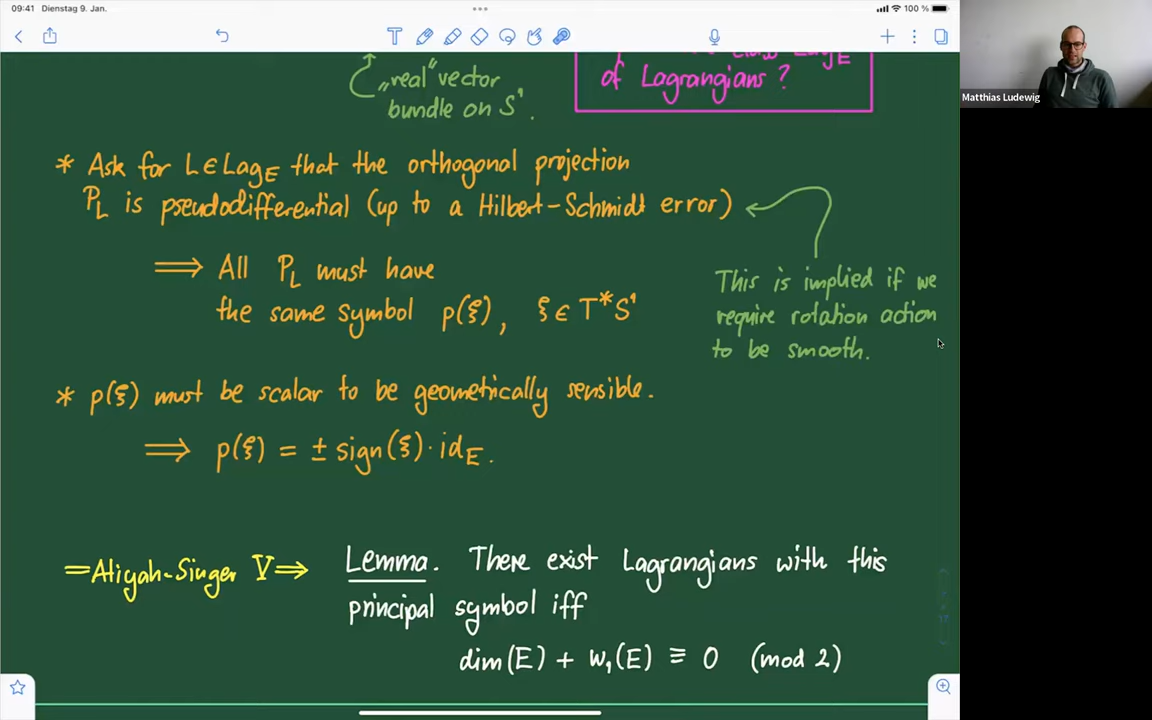 09:41 Dienstag 9. Jan.
100 %
Matthias Ludewig
„real" vector
bundle on S¹.
of Lagrangians ?
* Ask for L ∈ Lag_E that the orthogonal projection
P_L is pseudodifferential (up to a Hilbert-Schmidt error)
⟹ All P_L must have
the same symbol p(ξ), ξ ∈ T*S¹
This is implied if we
require rotation action
to be smooth.
* p(ξ) must be scalar to be geometrically sensible.
⟹ p(ξ) = ± sign(ξ) · id_E.
=Atiyah-Singer V⟹ Lemma. There exist Lagrangians with this
principal symbol iff
dim(E) + w₁(E) ≡ 0 (mod 2)